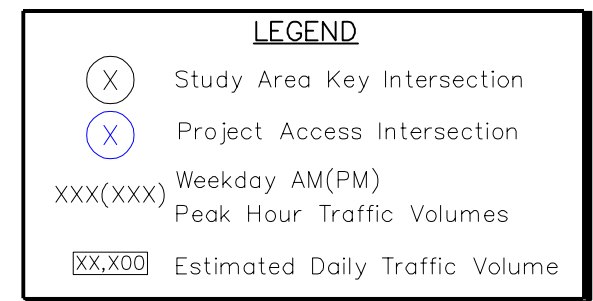 LEGEND
X Study Area Key Intersection
X Project Access Intersection
XXX(XXX) Weekday AM(PM)
Peak Hour Traffic Volumes
XX,X00 Estimated Daily Traffic Volume